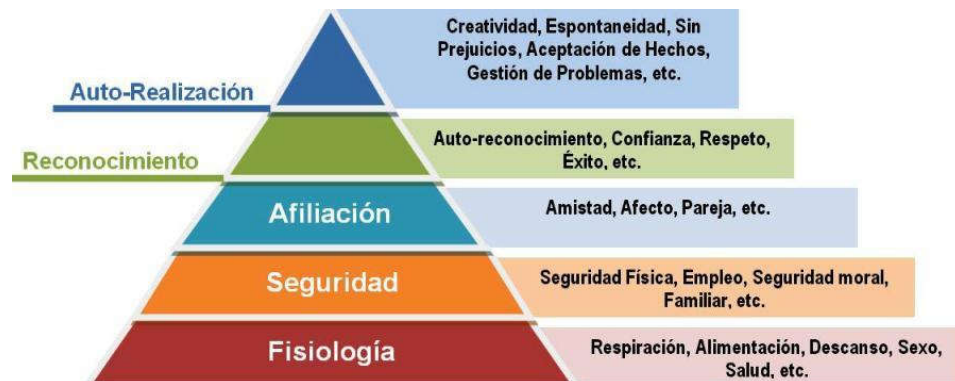 Creatividad, Espontaneidad, Sin
Prejuicios, Aceptación de Hechos,
Gestión de Problemas, etc.
Auto-Realización
Auto-reconocimiento, Confianza, Respeto,
Éxito, etc.
Reconocimiento
Afiliación
Amistad, Afecto, Pareja, etc.
Seguridad
Seguridad Física, Empleo, Seguridad moral,
Familiar, etc.
Fisiología
Respiración, Alimentación, Descanso, Sexo,
Salud, etc.